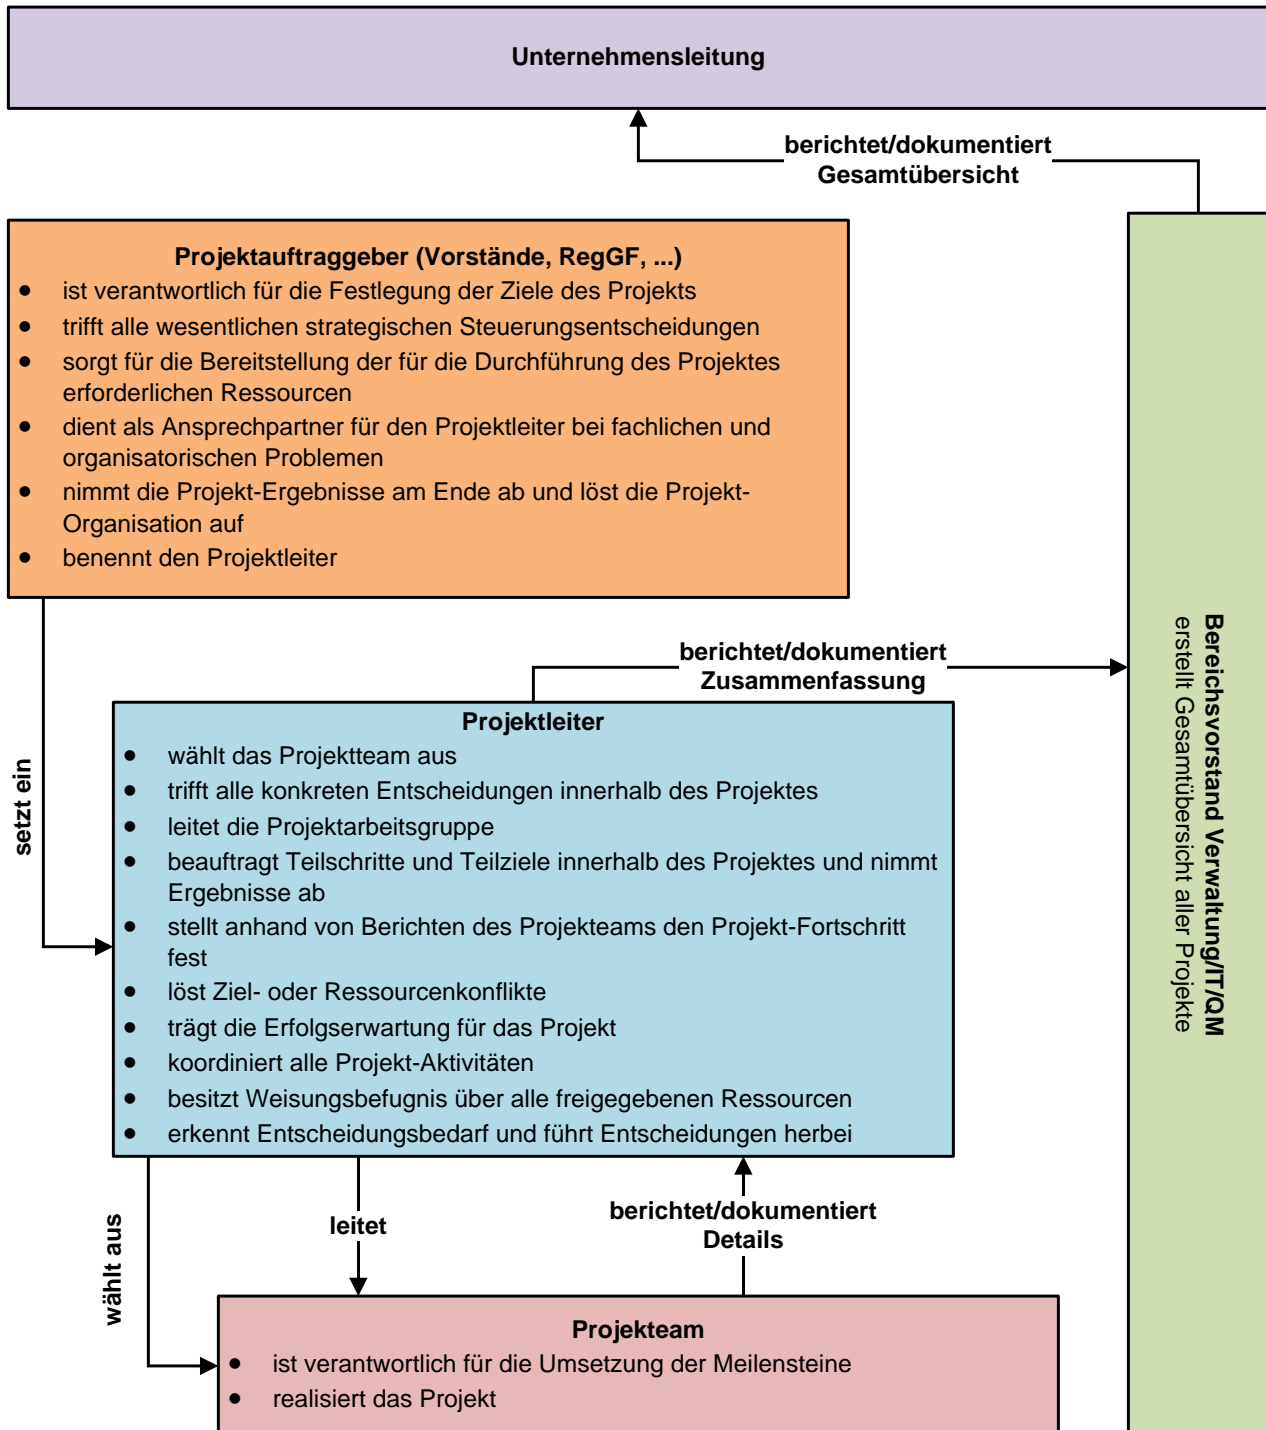 Unternehmensleitung
berichtet/dokumentiert
Gesamtübersicht
Projektauftraggeber (Vorstände, RegGF, ...)
• ist verantwortlich für die Festlegung der Ziele des Projekts
• trifft alle wesentlichen strategischen Steuerungsentscheidungen
• sorgt für die Bereitstellung der für die Durchführung des Projektes
erforderlichen Ressourcen
• dient als Ansprechpartner für den Projektleiter bei fachlichen und
organisatorischen Problemen
• nimmt die Projekt-Ergebnisse am Ende ab und löst die Projekt-
Organisation auf
• benennt den Projektleiter
setzt ein
berichtet/dokumentiert
Zusammenfassung
Bereichsvorstand Verwaltung/IT/QM
erstellt Gesamtübersicht aller Projekte
Projektleiter
• wählt das Projektteam aus
• trifft alle konkreten Entscheidungen innerhalb des Projektes
• leitet die Projektarbeitsgruppe
• beauftragt Teilschritte und Teilziele innerhalb des Projektes und nimmt
Ergebnisse ab
• stellt anhand von Berichten des Projekteams den Projekt-Fortschritt
fest
• löst Ziel- oder Ressourcenkonflikte
• trägt die Erfolgserwartung für das Projekt
• koordiniert alle Projekt-Aktivitäten
• besitzt Weisungsbefugnis über alle freigegebenen Ressourcen
• erkennt Entscheidungsbedarf und führt Entscheidungen herbei
wählt aus
leitet
berichtet/dokumentiert
Details
Projekteam
• ist verantwortlich für die Umsetzung der Meilensteine
• realisiert das Projekt